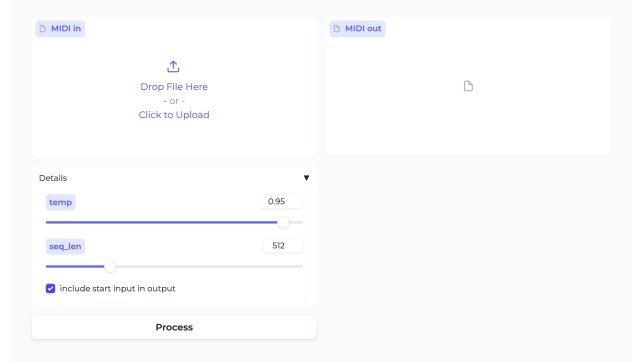 MIDI in
Drop File Here
- or -
Click to Upload
MIDI out
Details ▼
temp 0.95
seq_len 512
include start input in output
Process